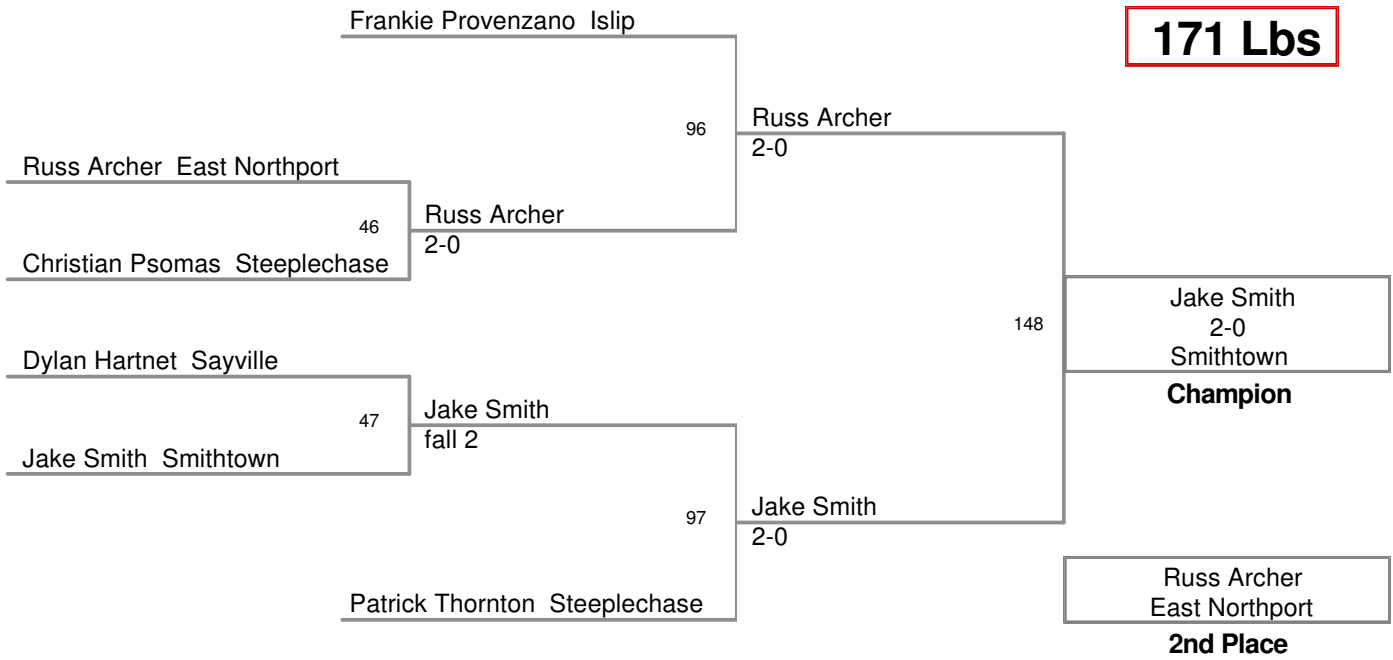 Frankie Provenzano Islip
171 Lbs
96
Russ Archer
2-0
Russ Archer East Northport
46
Russ Archer
2-0
Christian Psomas Steeplechase
148
Jake Smith
2-0
Smithtown
Champion
Dylan Hartnet Sayville
47
Jake Smith
fall 2
Jake Smith Smithtown
97
Jake Smith
2-0
Patrick Thornton Steeplechase
Russ Archer
East Northport
2nd Place